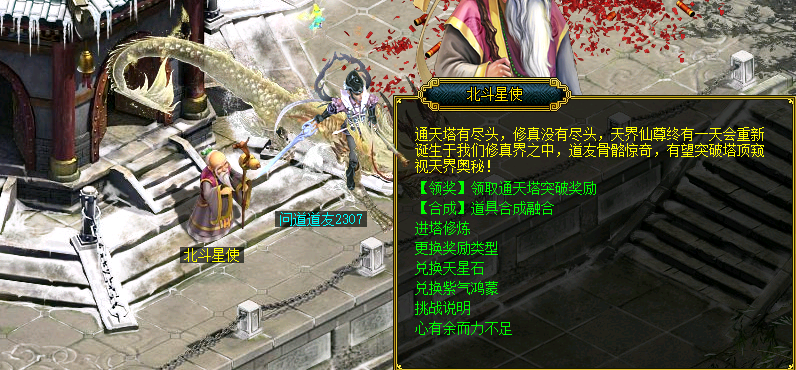 北斗星使
通天塔有尽头，修真没有尽头，天界仙尊终有一天会重新
诞生于我们修真界之中，道友骨骼惊奇，有望突破塔顶窥
视天界奥秘！
【领奖】领取通天塔突破奖励
【合成】道具合成融合
进塔修炼
更换奖励类型
兑换天星石
兑换紫气鸿蒙
挑战说明
心有余而力不足
问道道友2307
北斗星使